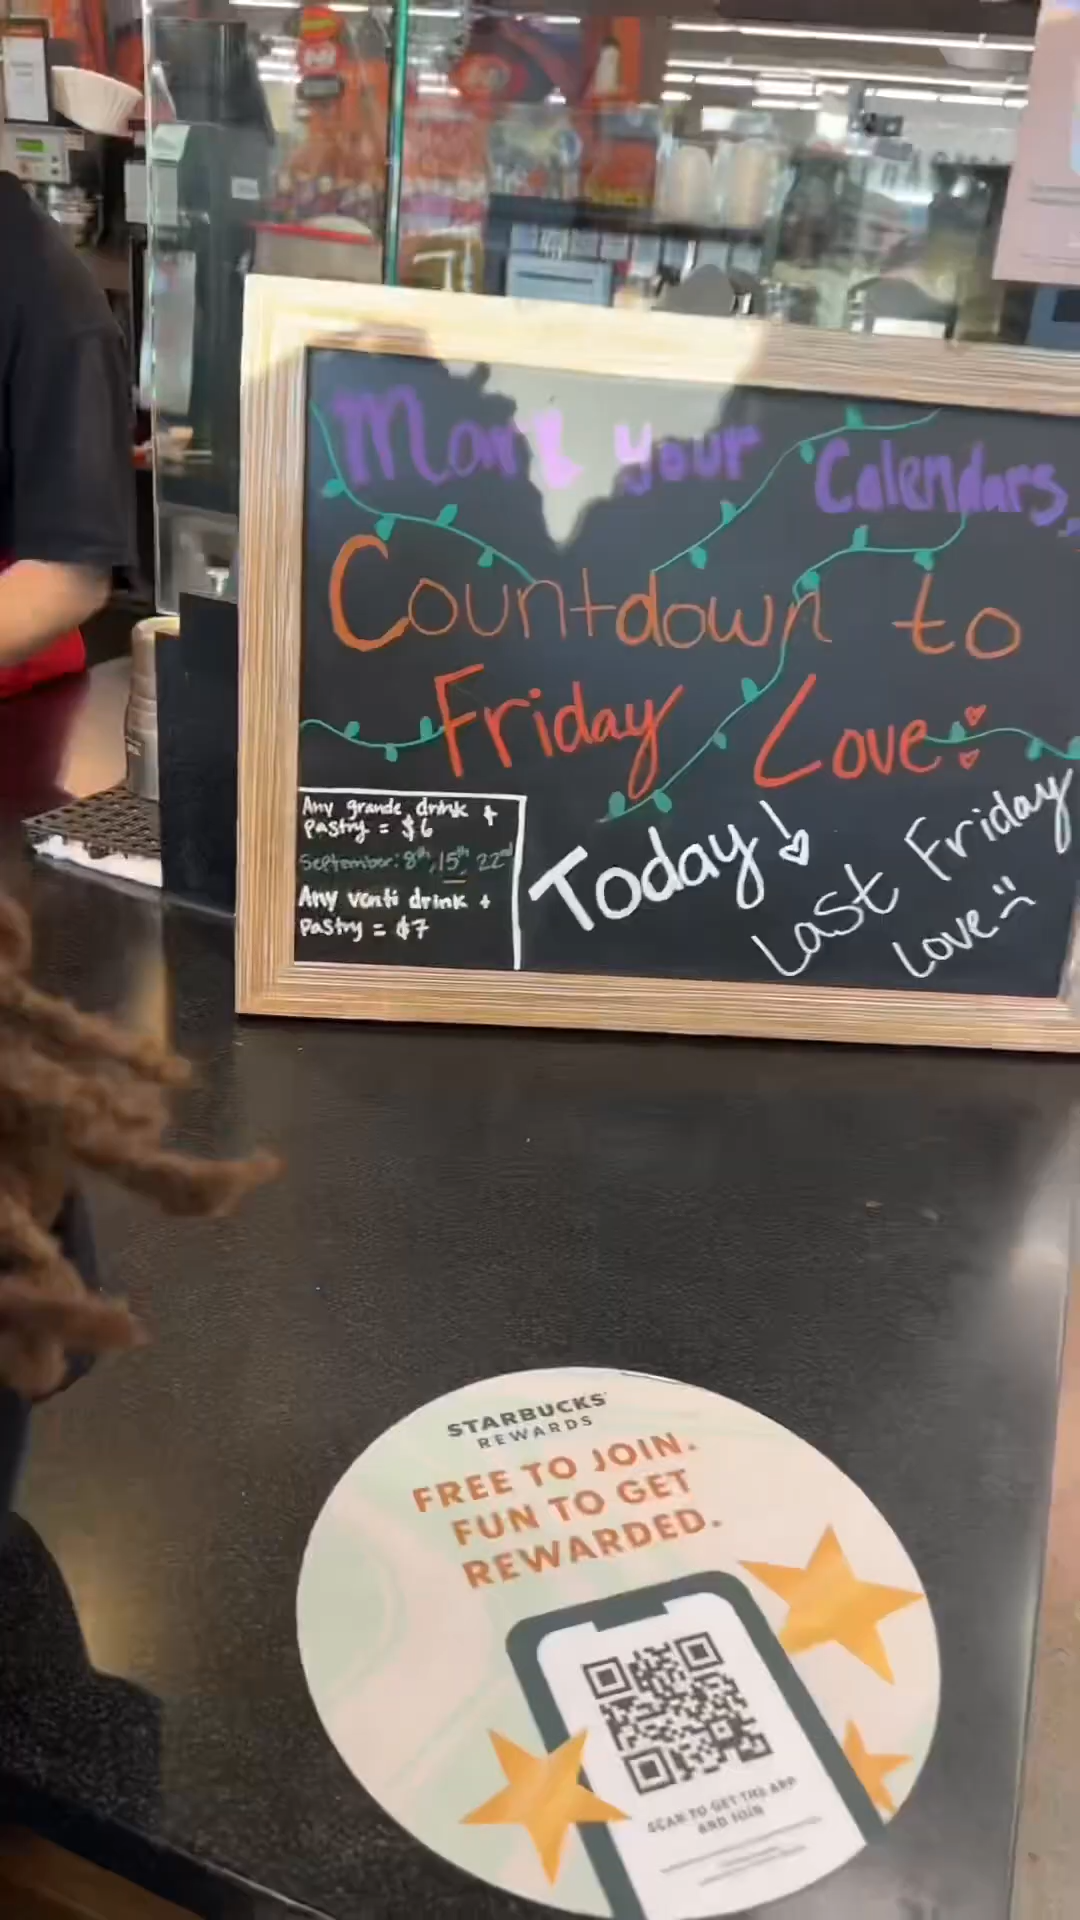 Mark your Calendars,
Countdown to
Friday Love:
Any grande drink +
Pastry = $6
September: 8th, 15th, 22nd
Any venti drink +
Pastry = $7
Today!
Last Friday
Love :(
STARBUCKS
REWARDS
FREE TO JOIN.
FUN TO GET
REWARDED.
SCAN TO GET THE APP
AND JOIN